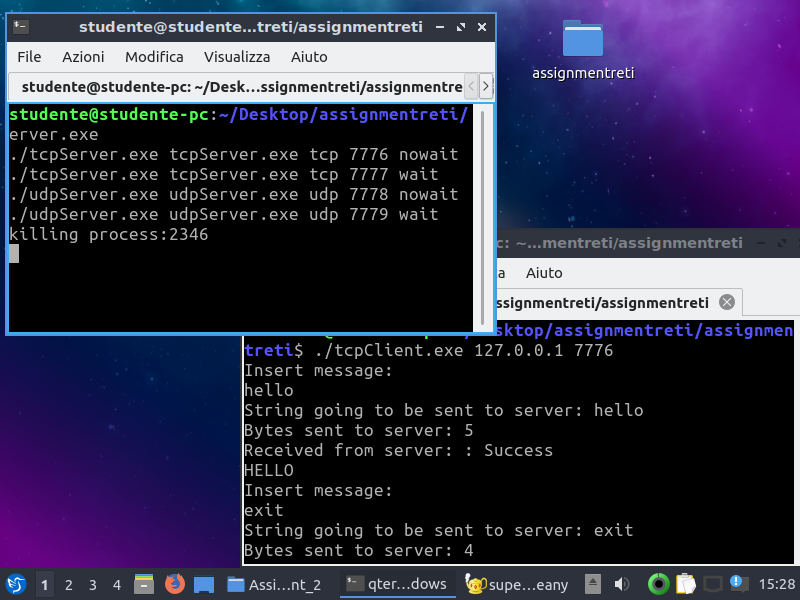 studente@studente...treti/assignmentreti
File Azioni Modifica Visualizza Aiuto
studente@studente-pc: ~/Desk...ssignmentreti/assignmentre
studente@studente-pc:~/Desktop/assignmentreti/
erver.exe
./tcpServer.exe tcpServer.exe tcp 7776 nowait
./tcpServer.exe tcpServer.exe tcp 7777 wait
./udpServer.exe udpServer.exe udp 7778 nowait
./udpServer.exe udpServer.exe udp 7779 wait
killing process:2346
assignmentreti
c: ~...mentreti/assignmentreti
a Aiuto
ssignmentreti/assignmentreti
sktop/assignmentreti/assignmen
treti$ ./tcpClient.exe 127.0.0.1 7776
Insert message:
hello
String going to be sent to server: hello
Bytes sent to server: 5
Received from server: : Success
HELLO
Insert message:
exit
String going to be sent to server: exit
Bytes sent to server: 4
1 2 3 4 Assi...nt_2 qter...dows supe...eany 15:28